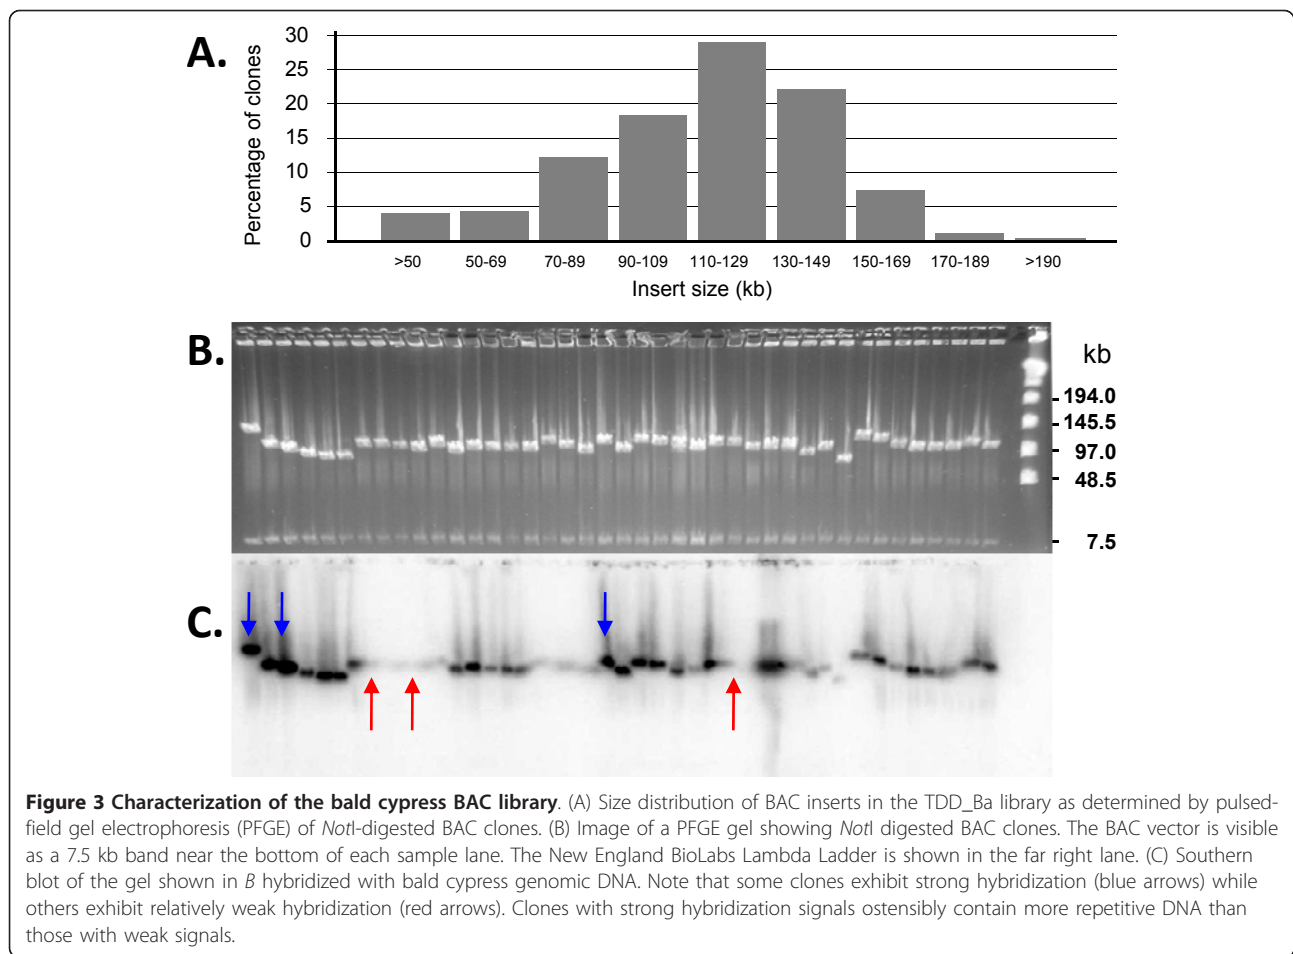 A.
Percentage of clones
30
25
20
15
10
5
0
>50 50-69 70-89 90-109 110-129 130-149 150-169 170-189 >190
Insert size (kb)
B.
kb
194.0
145.5
97.0
48.5
7.5
C.
Figure 3 Characterization of the bald cypress BAC library. (A) Size distribution of BAC inserts in the TDD_Ba library as determined by pulsed-
field gel electrophoresis (PFGE) of NotI-digested BAC clones. (B) Image of a PFGE gel showing NotI digested BAC clones. The BAC vector is visible
as a 7.5 kb band near the bottom of each sample lane. The New England BioLabs Lambda Ladder is shown in the far right lane. (C) Southern
blot of the gel shown in B hybridized with bald cypress genomic DNA. Note that some clones exhibit strong hybridization (blue arrows) while
others exhibit relatively weak hybridization (red arrows). Clones with strong hybridization signals ostensibly contain more repetitive DNA than
those with weak signals.